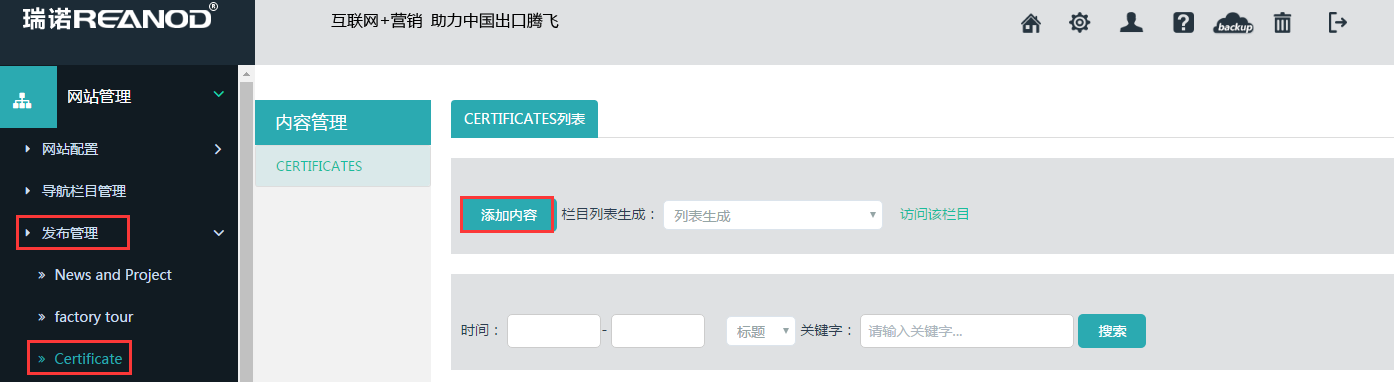 瑞诺REANOD®
互联网+营销 助力中国出口腾飞
backup
网站管理
网站配置
导航栏目管理
发布管理
News and Project
factory tour
Certificate
内容管理
CERTIFICATES
CERTIFICATES列表
添加内容 栏目列表生成： 列表生成 访问该栏目
时间： - 标题 关键字： 请输入关键字... 搜索